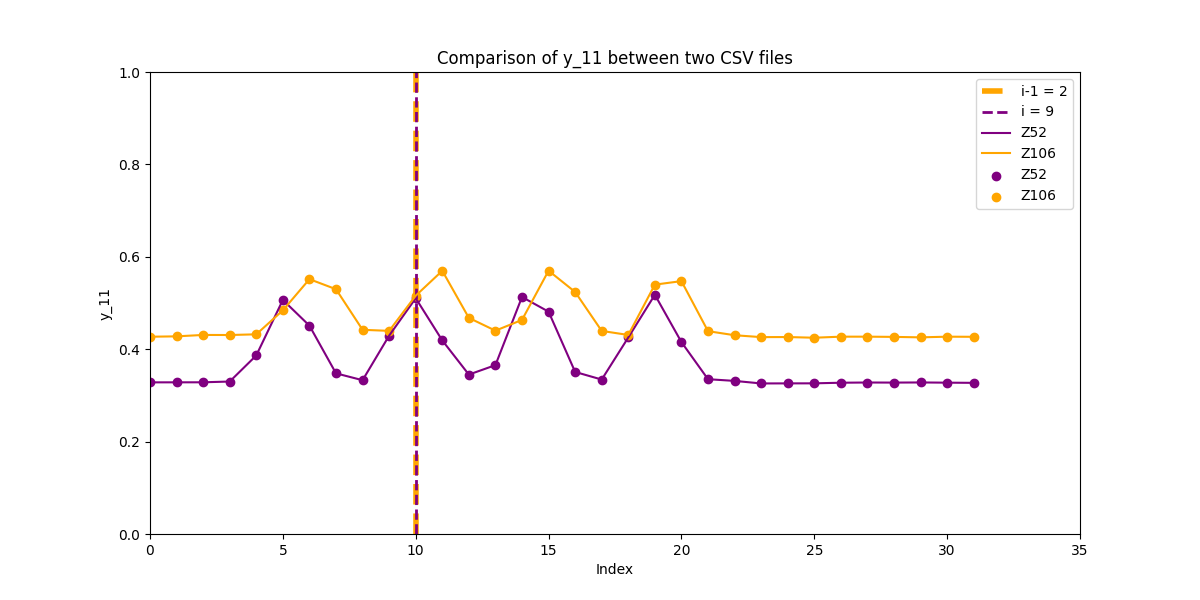 Comparison of y_11 between two CSV files
i-1 = 2
i = 9
Z52
Z106
Z52
Z106
y_11
1.0
0.8
0.6
0.4
0.2
0.0
0 5 10 15 20 25 30 35
Index